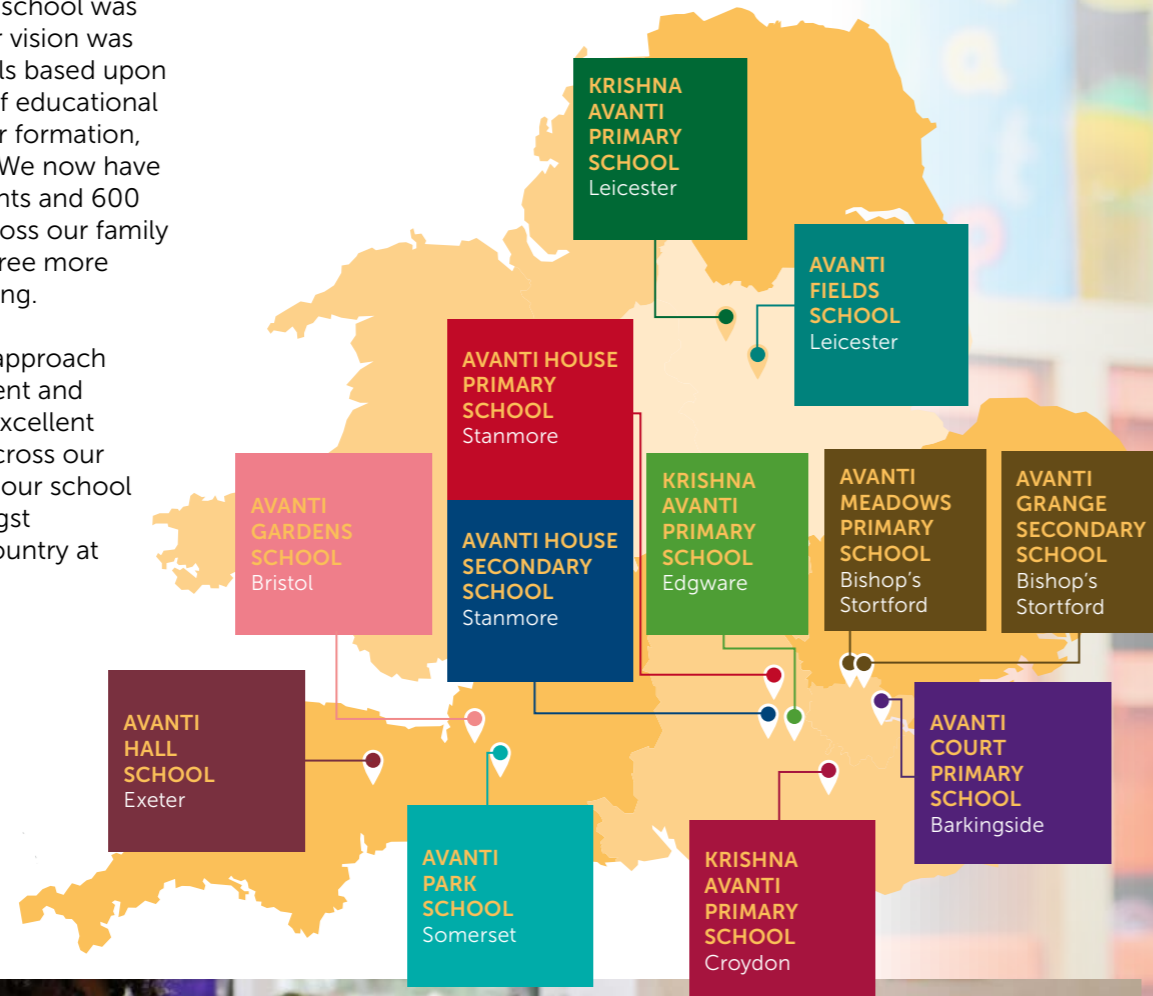 school was
vision was
ls based upon
f educational
r formation,
We now have
nts and 600
oss our family
ree more
ng.
approach
ent and
xcellent
cross our
our school
gst
ountry at
KRISHNA
AVANTI
PRIMARY
SCHOOL
Leicester
AVANTI
FIELDS
SCHOOL
Leicester
AVANTI HOUSE
PRIMARY
SCHOOL
Stanmore
AVANTI HOUSE
SECONDARY
SCHOOL
Stanmore
AVANTI
GARDENS
SCHOOL
Bristol
KRISHNA
AVANTI
PRIMARY
SCHOOL
Edgware
AVANTI
MEADOWS
PRIMARY
SCHOOL
Bishop's
Stortford
AVANTI
GRANGE
SECONDARY
SCHOOL
Bishop's
Stortford
AVANTI
HALL
SCHOOL
Exeter
AVANTI
PARK
SCHOOL
Somerset
KRISHNA
AVANTI
PRIMARY
SCHOOL
Croydon
AVANTI
COURT
PRIMARY
SCHOOL
Barkingside